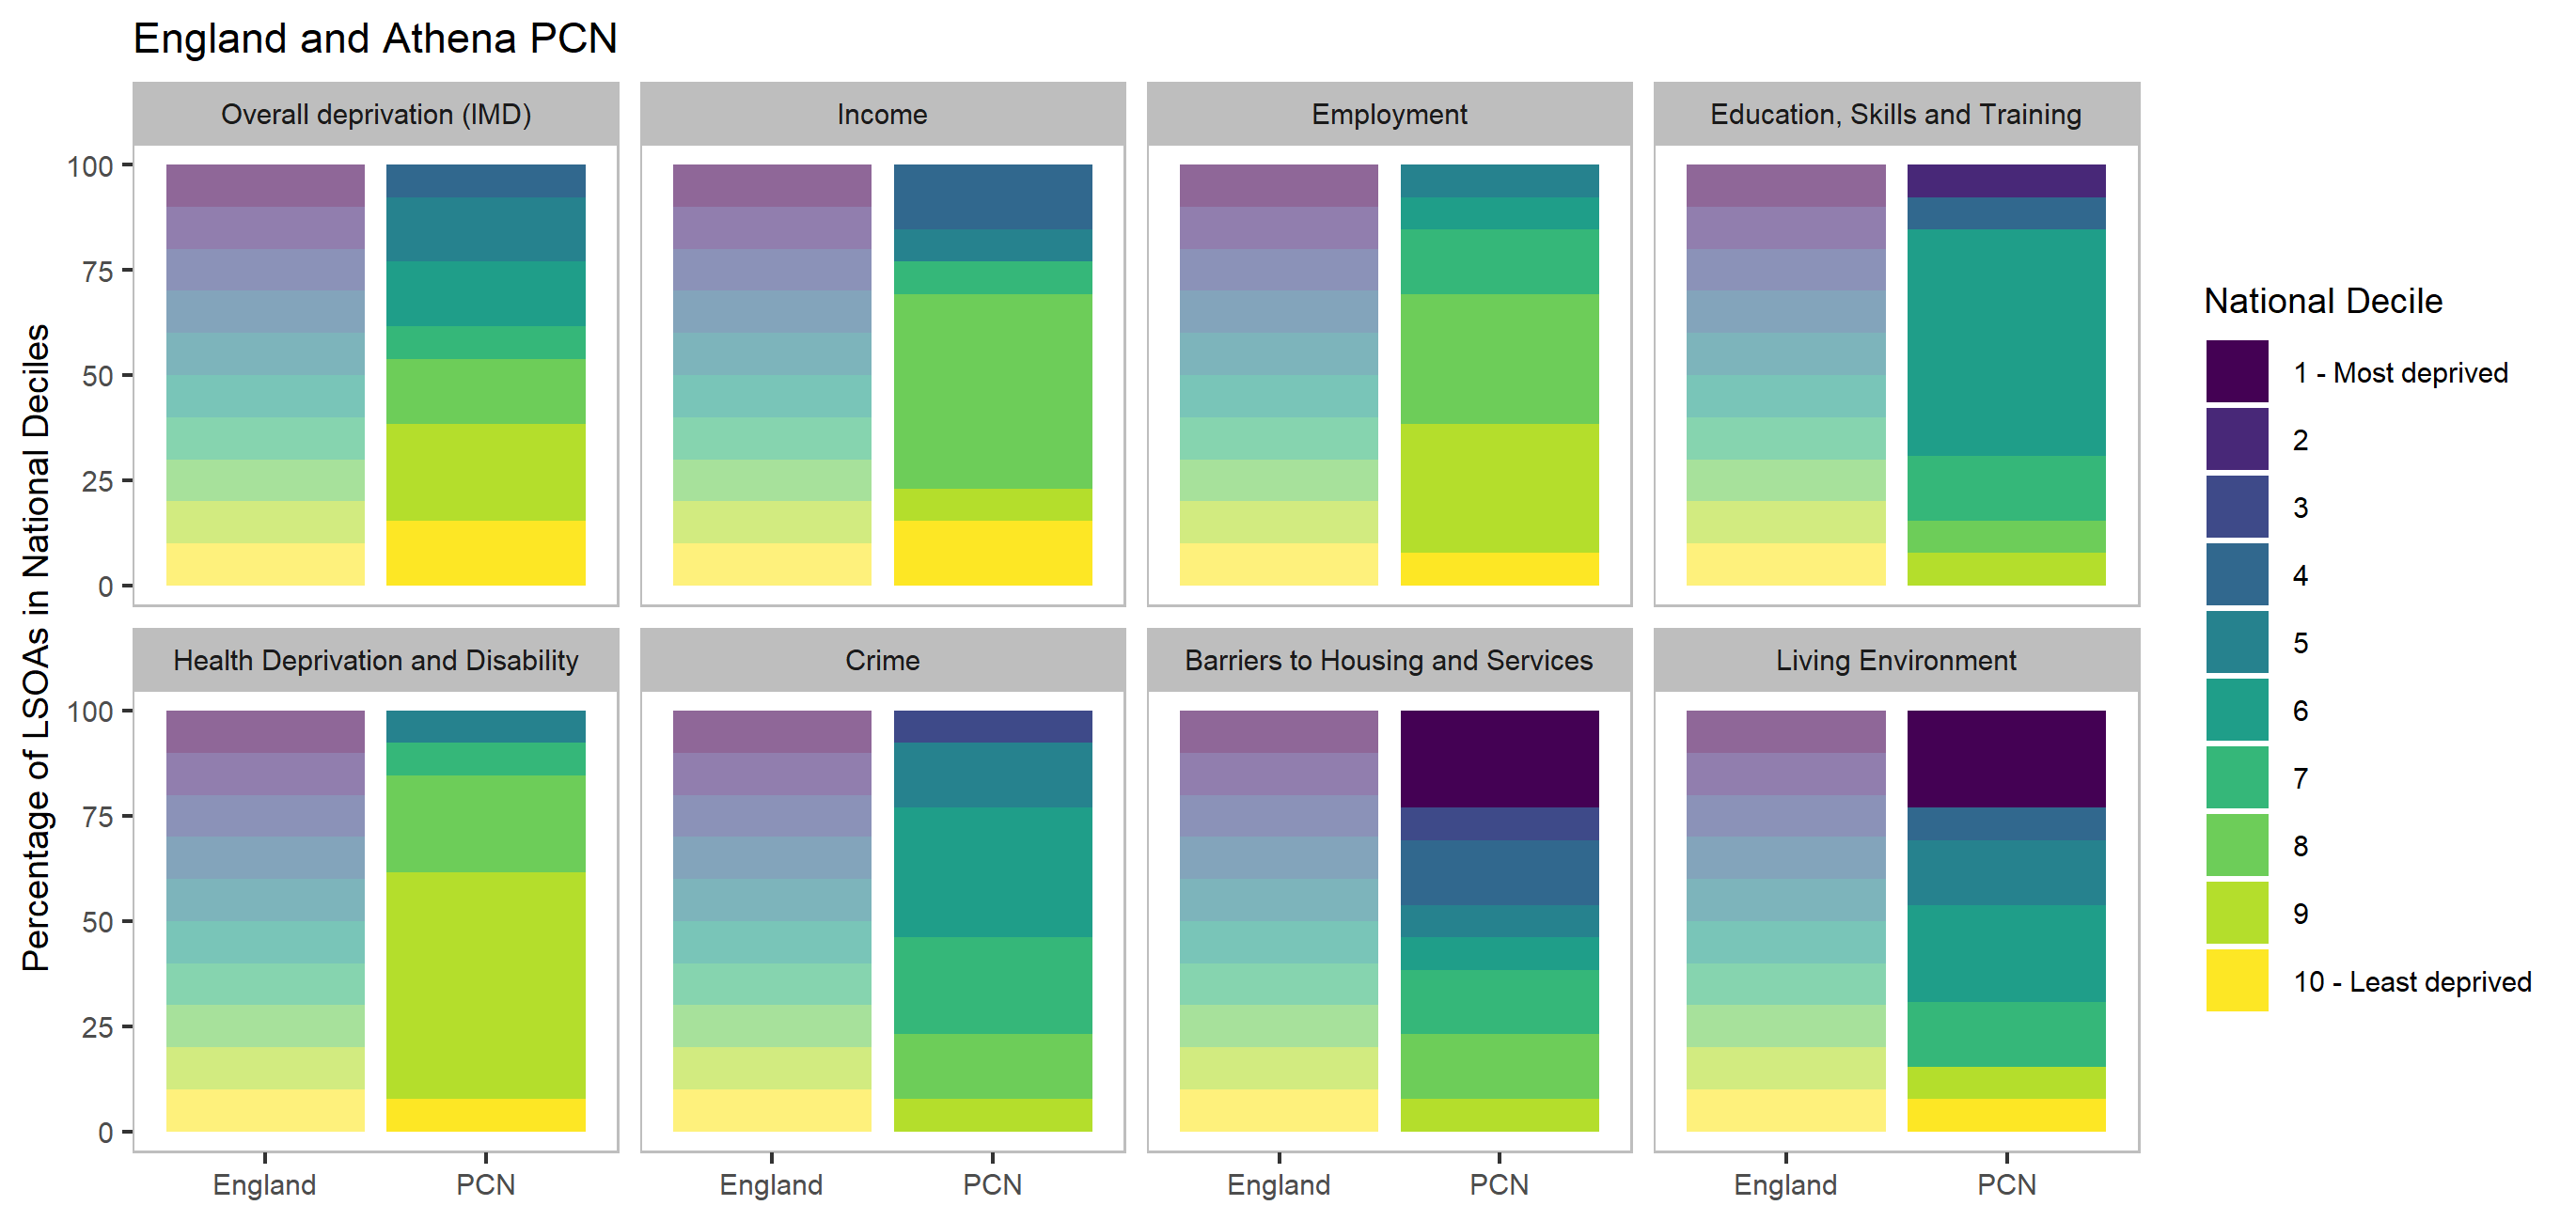 England and Athena PCN
Overall deprivation (IMD)
Income
Employment
Education, Skills and Training
100
75
50
25
0
Health Deprivation and Disability
Crime
Barriers to Housing and Services
Living Environment
100
75
50
25
0
England
PCN
England
PCN
England
PCN
England
PCN
Percentage of LSOAs in National Deciles
National Decile
1 - Most deprived
2
3
4
5
6
7
8
9
10 - Least deprived